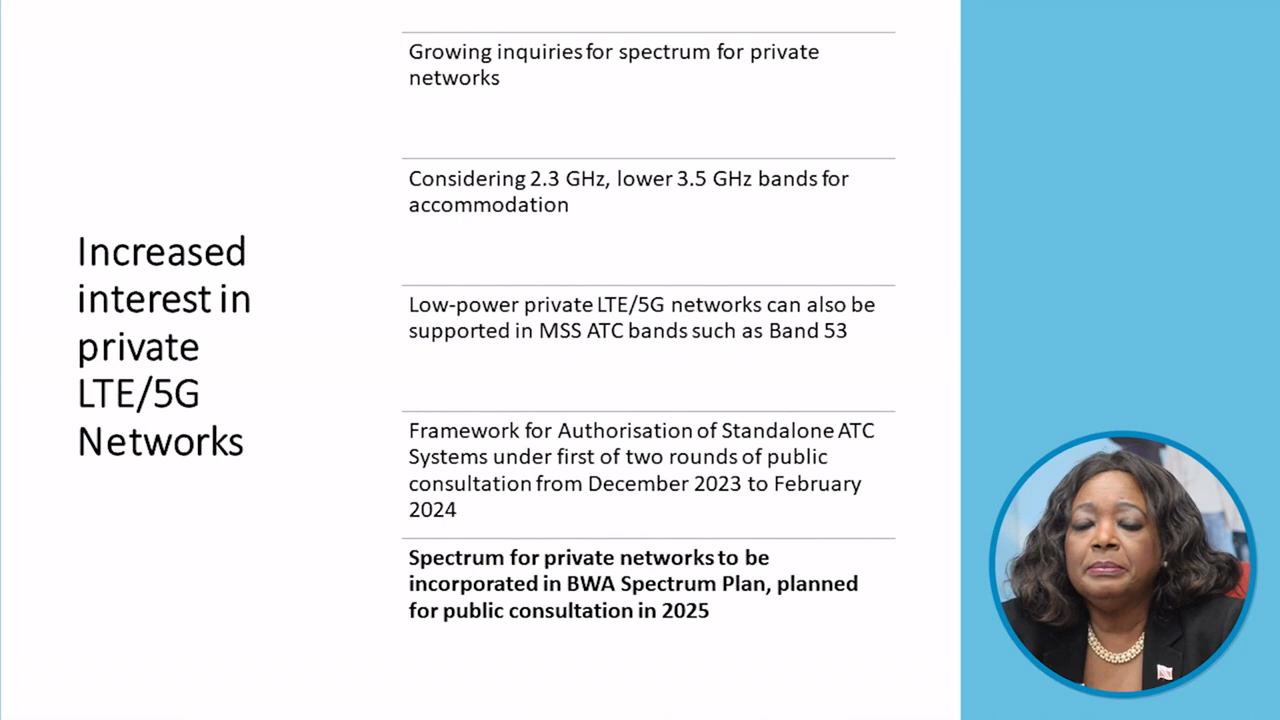 Increased
interest in
private
LTE/5G
Networks
Growing inquiries for spectrum for private
networks
Considering 2.3 GHz, lower 3.5 GHz bands for
accommodation
Low-power private LTE/5G networks can also be
supported in MSS ATC bands such as Band 53
Framework for Authorisation of Standalone ATC
Systems under first of two rounds of public
consultation from December 2023 to February
2024
Spectrum for private networks to be
incorporated in BWA Spectrum Plan, planned
for public consultation in 2025